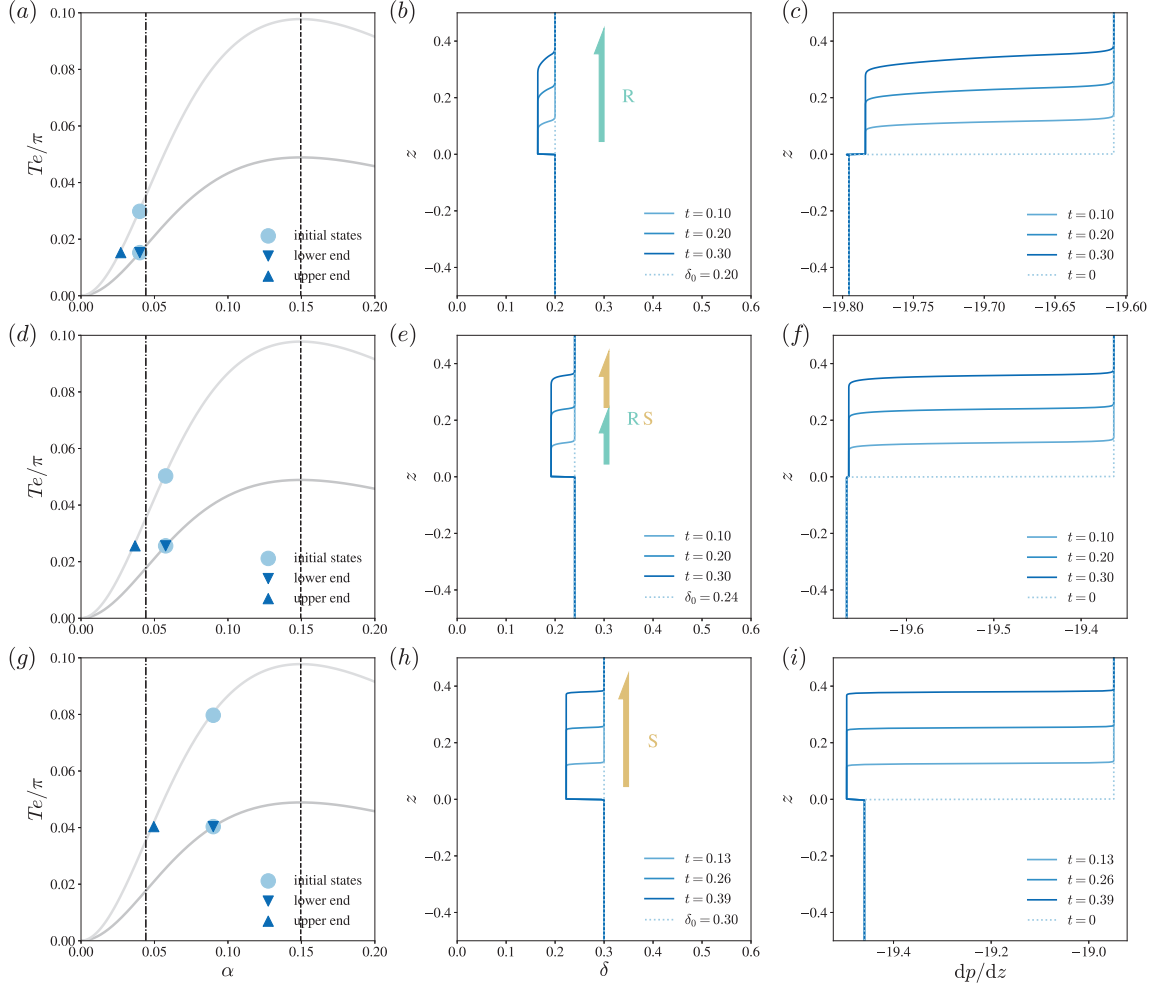 (a)
Te/π
0.10
0.08
0.06
0.04
0.02
0.00
0.00 0.05 0.10 0.15 0.20
initial states
lower end
upper end
(b)
z
0.4
0.2
0.0
−0.2
−0.4
0.0 0.1 0.2 0.3 0.4 0.5 0.6
R
t = 0.10
t = 0.20
t = 0.30
δ0 = 0.20
(c)
z
0.4
0.2
0.0
−0.2
−0.4
−19.80 −19.75 −19.70 −19.65 −19.60
t = 0.10
t = 0.20
t = 0.30
t = 0
(d)
Te/π
0.10
0.08
0.06
0.04
0.02
0.00
0.00 0.05 0.10 0.15 0.20
initial states
lower end
upper end
(e)
z
0.4
0.2
0.0
−0.2
−0.4
0.0 0.1 0.2 0.3 0.4 0.5 0.6
R S
t = 0.10
t = 0.20
t = 0.30
δ0 = 0.24
(f)
z
0.4
0.2
0.0
−0.2
−0.4
−19.6 −19.5 −19.4
t = 0.10
t = 0.20
t = 0.30
t = 0
(g)
Te/π
0.10
0.08
0.06
0.04
0.02
0.00
0.00 0.05 0.10 0.15 0.20
α
initial states
lower end
upper end
(h)
z
0.4
0.2
0.0
−0.2
−0.4
0.0 0.1 0.2 0.3 0.4 0.5 0.6
δ
S
t = 0.13
t = 0.26
t = 0.39
δ0 = 0.30
(i)
z
0.4
0.2
0.0
−0.2
−0.4
−19.4 −19.2 −19.0
dp/dz
t = 0.13
t = 0.26
t = 0.39
t = 0